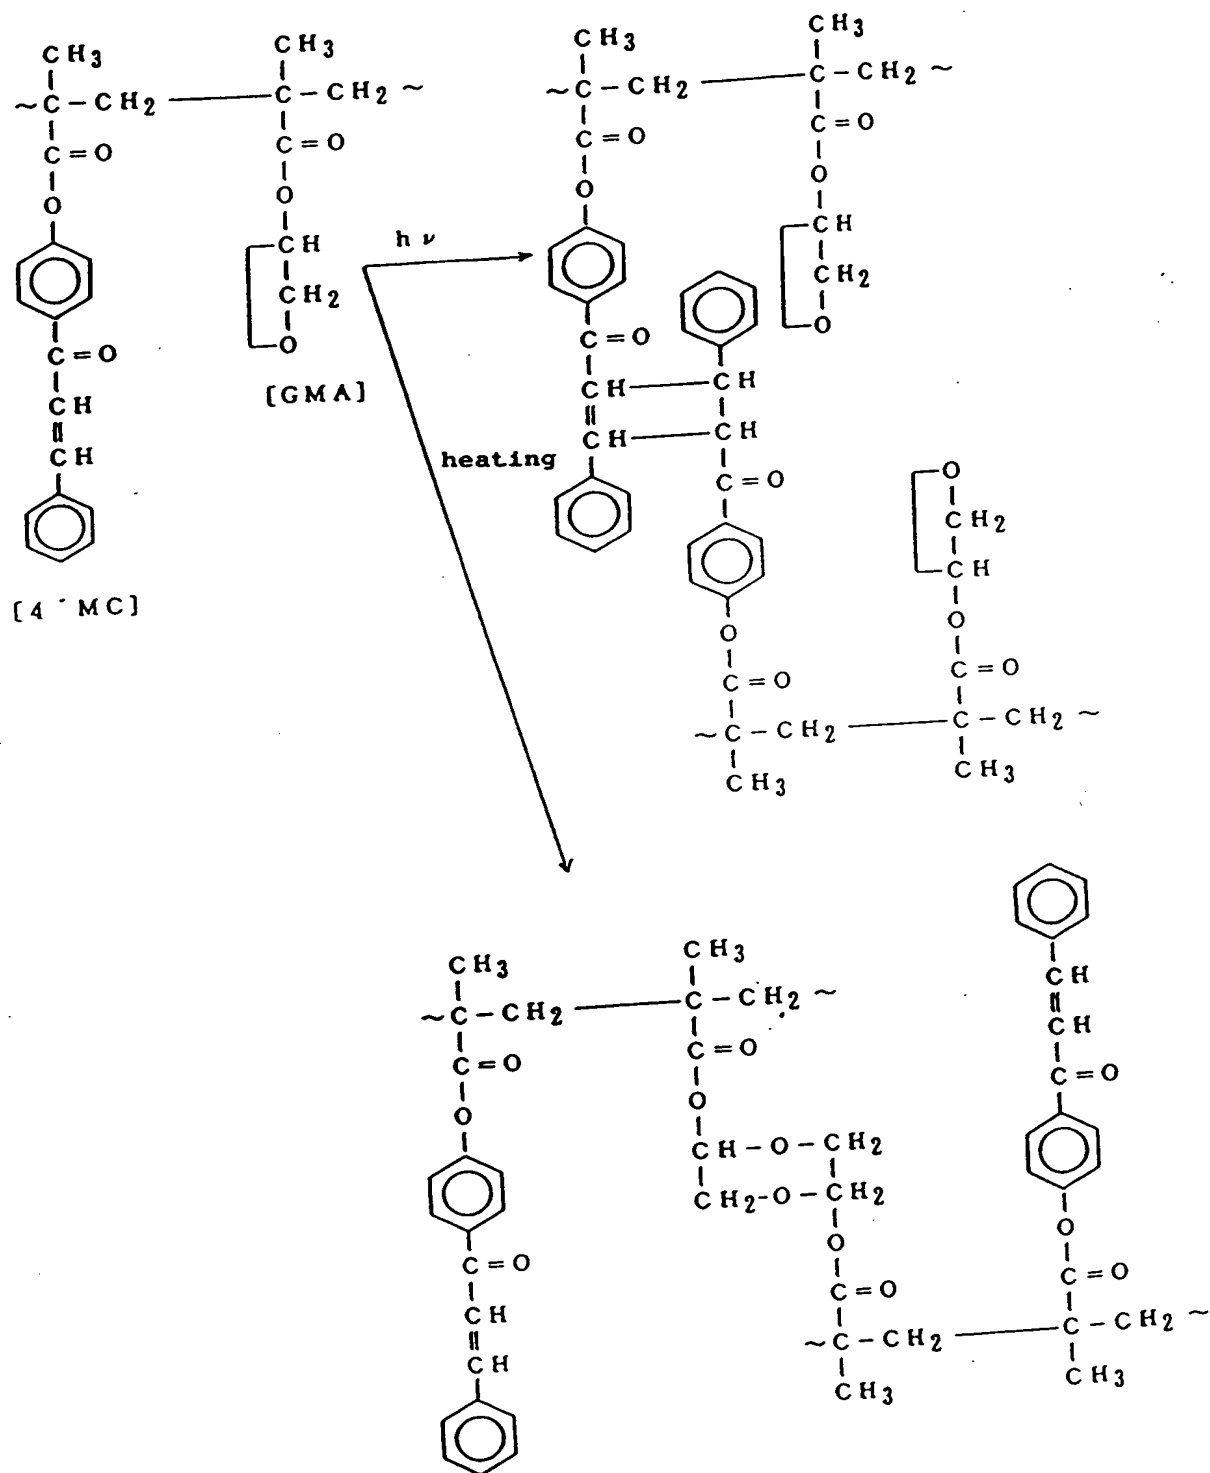 CH3 CH3 CH3 CH3
~C-CH2 C-CH2~ ~C-CH2 C-CH2~
C=O C=O C=O C=O
O O O O
CH CH
hν
CH2 CH2
O O
C=O C=O
[GMA]
CH CH CH
CH CH CH
heating
C=O O
CH2
CH
[4 MC]
O O
C=O C=O
~C-CH2 C-CH2~
CH3 CH3
CH3 CH3 CH
~C-CH2 C-CH2~ CH
C=O C=O C=O
O O
CH-O-CH2
CH2-O-CH2
O O
C=O C=O C=O
CH ~C-CH2 C-CH2~
CH CH3 CH3